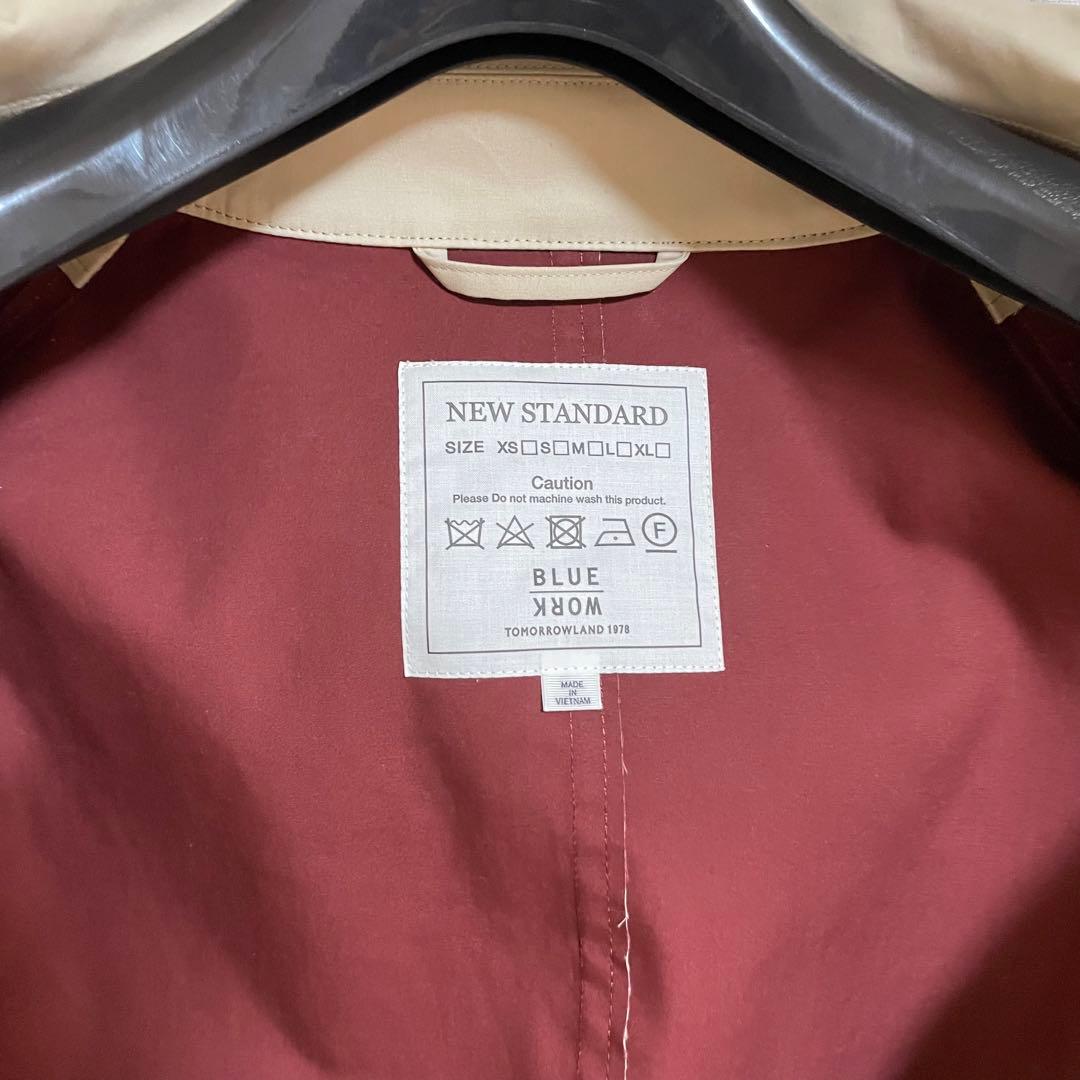 NEW STANDARD
SIZE XS□S□M□L□XL□
Caution
Please Do not machine wash this product.
F
BLUE
WORK
TOMORROWLAND 1978
MADE
IN
VIETNAM